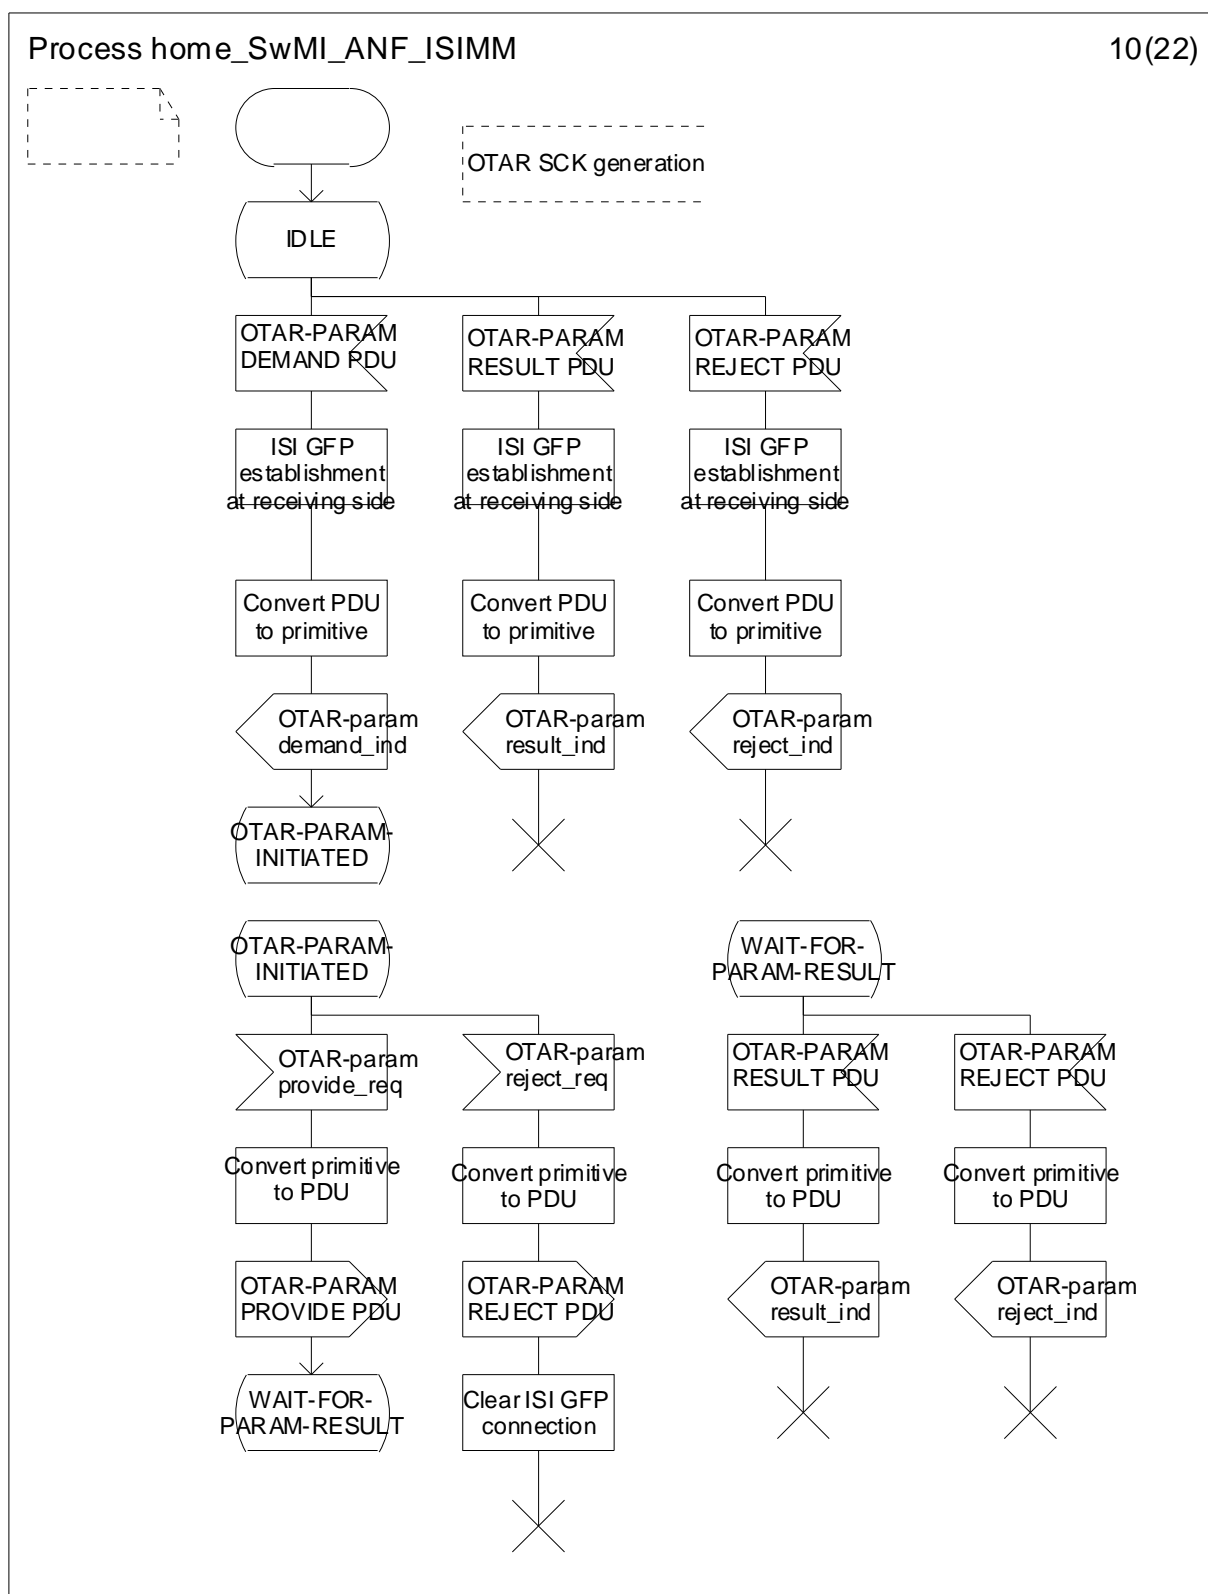 Process home_SwMI_ANF_ISIMM
10(22)
OTAR SCK generation
IDLE
OTAR-PARAM
DEMAND PDU
OTAR-PARAM
RESULT PDU
OTAR-PARAM
REJECT PDU
ISI GFP
establishment
at receiving side
ISI GFP
establishment
at receiving side
ISI GFP
establishment
at receiving side
Convert PDU
to primitive
Convert PDU
to primitive
Convert PDU
to primitive
OTAR-param
demand_ind
OTAR-param
result_ind
OTAR-param
reject_ind
OTAR-PARAM-
INITIATED
OTAR-PARAM-
INITIATED
WAIT-FOR-
PARAM-RESULT
OTAR-param
provide_req
OTAR-param
reject_req
OTAR-PARAM
RESULT PDU
OTAR-PARAM
REJECT PDU
Convert primitive
to PDU
Convert primitive
to PDU
Convert primitive
to PDU
Convert primitive
to PDU
OTAR-PARAM
PROVIDE PDU
OTAR-PARAM
REJECT PDU
OTAR-param
result_ind
OTAR-param
reject_ind
WAIT-FOR-
PARAM-RESULT
Clear ISI GFP
connection